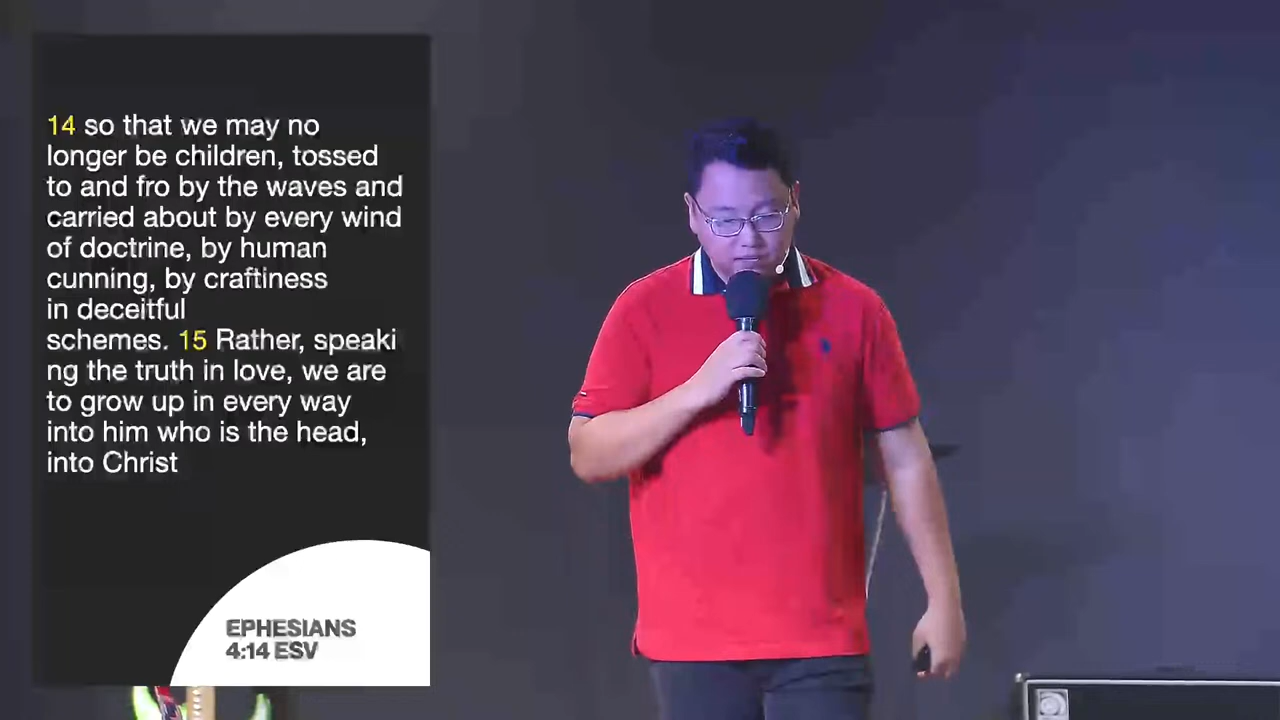 14 so that we may no
longer be children, tossed
to and fro by the waves and
carried about by every wind
of doctrine, by human
cunning, by craftiness
in deceitful
schemes. 15 Rather, speaki
ng the truth in love, we are
to grow up in every way
into him who is the head,
into Christ
EPHESIANS
4:14 ESV